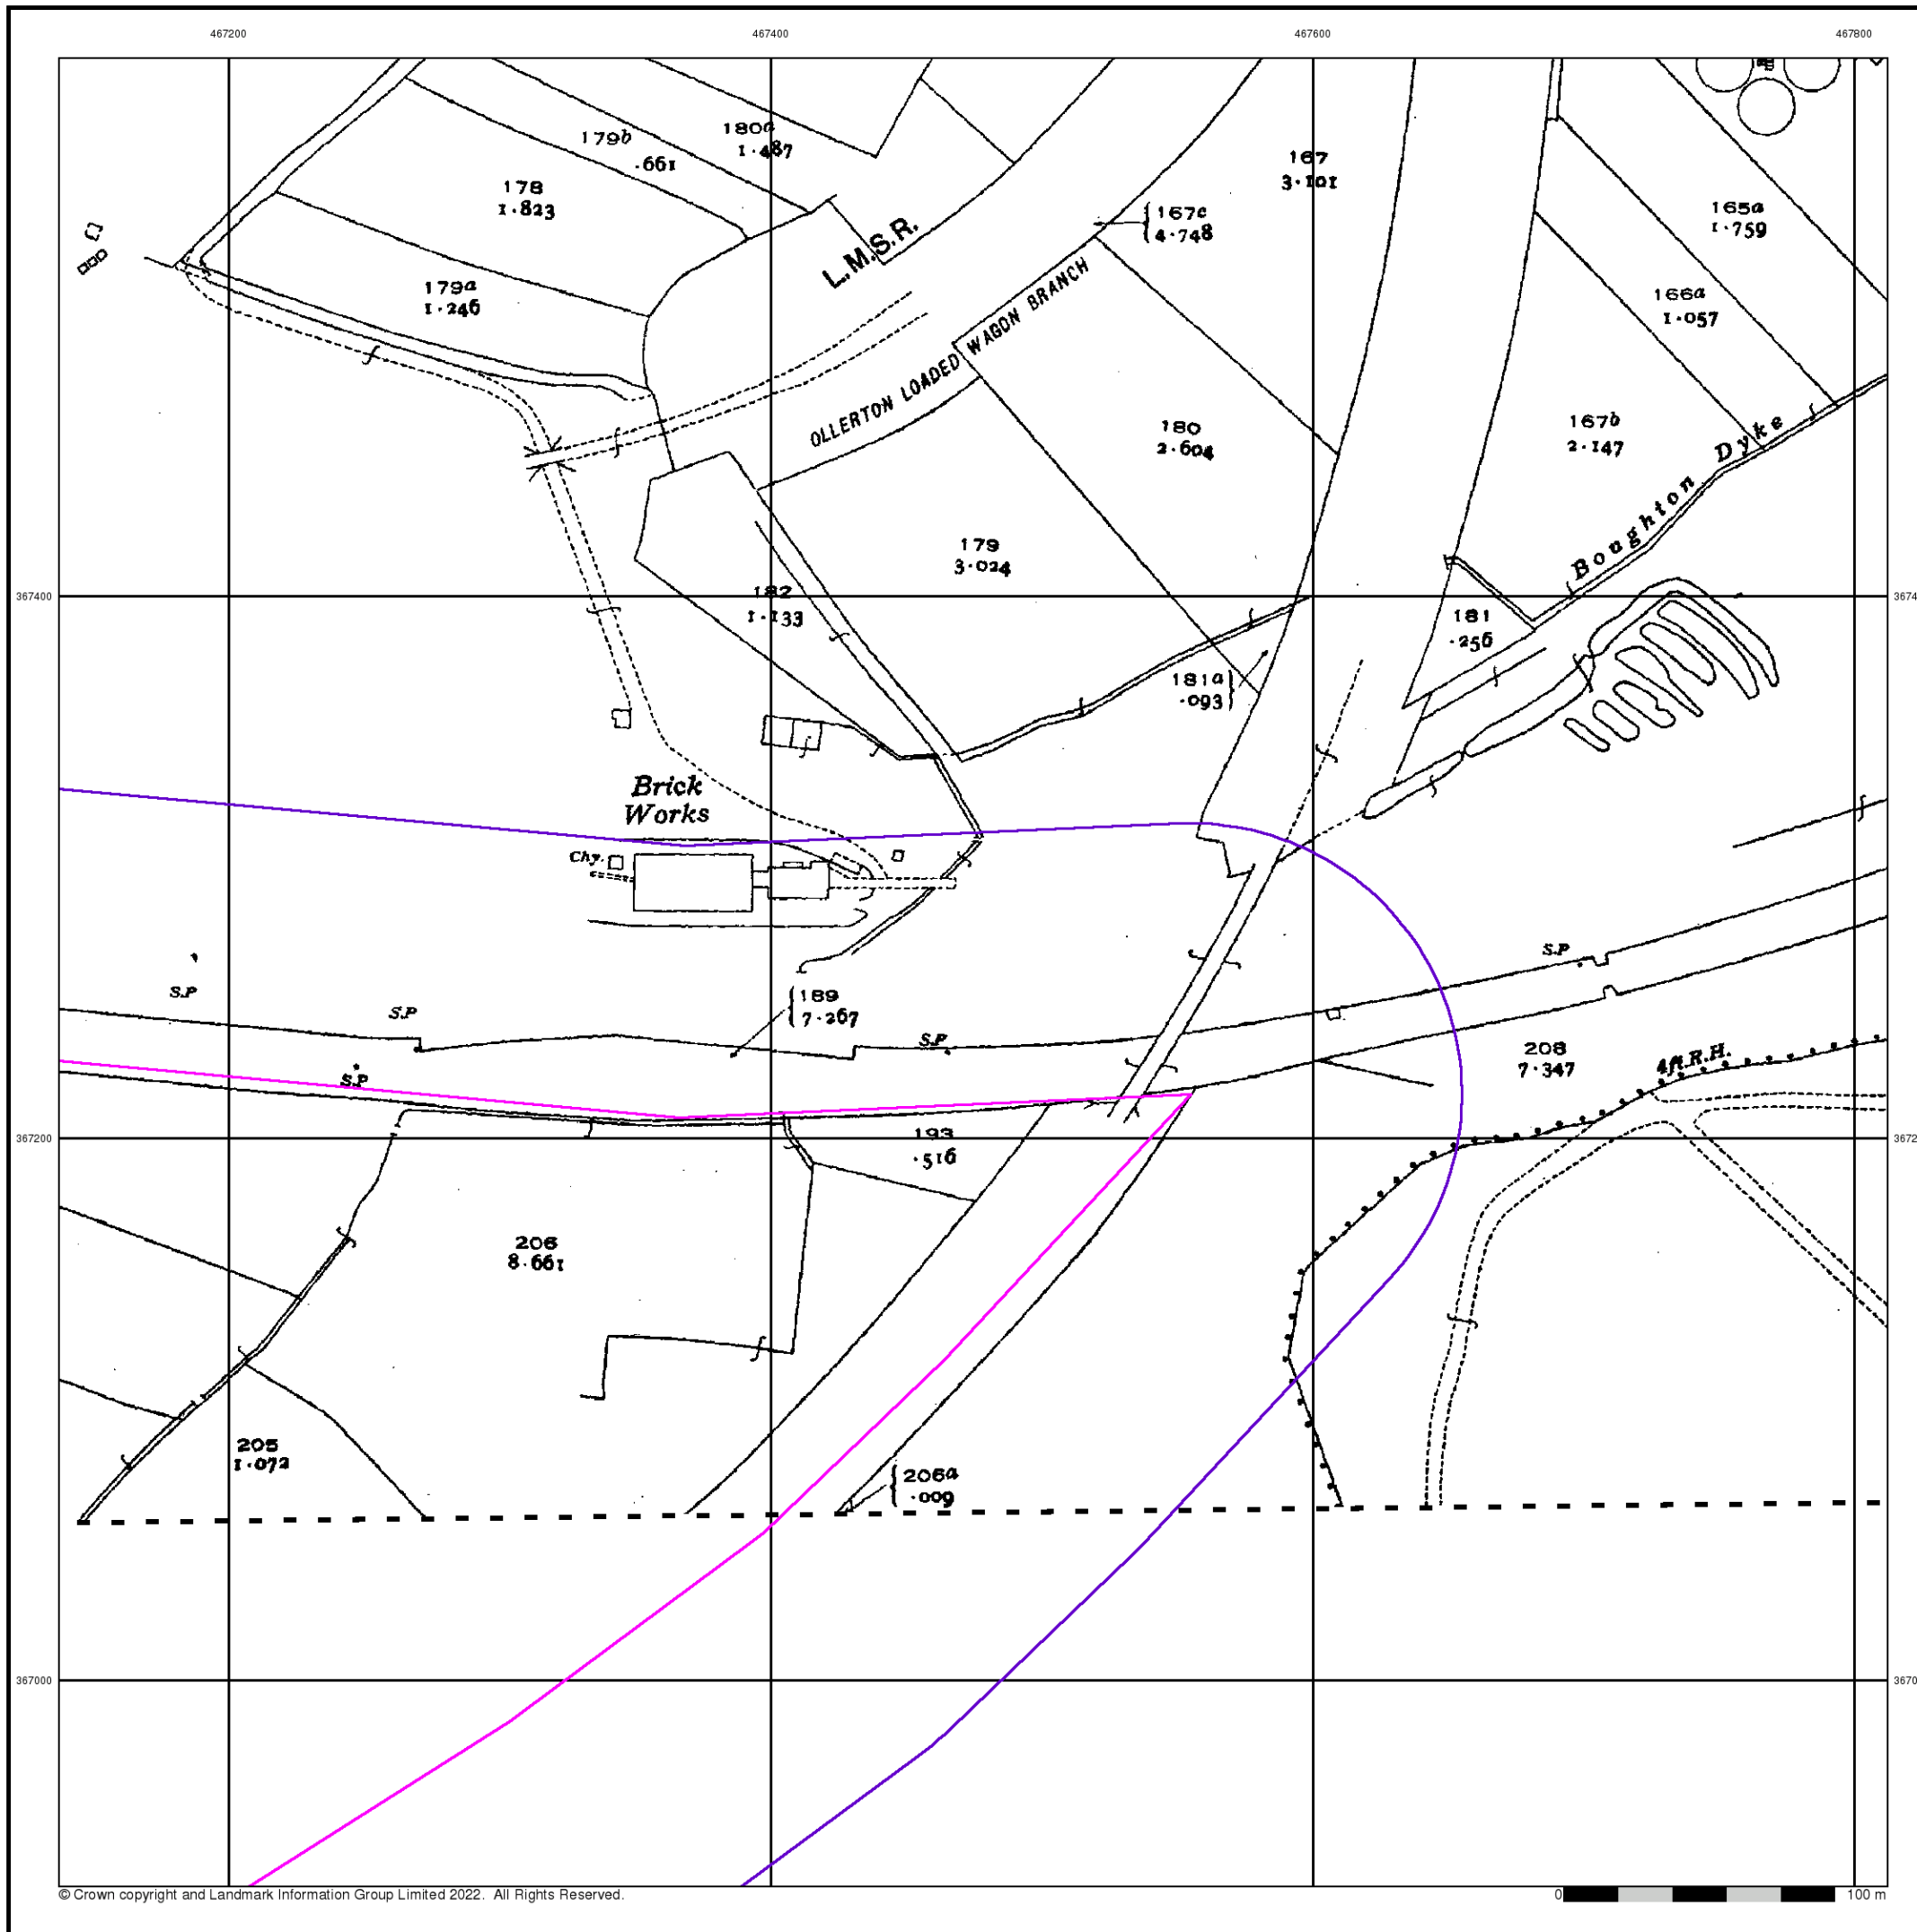 467200 467400 467600 467800
179b
.661
180a
1.487
167
3.101
178
1.823
167c
4.748
165a
1.759
L.M.S.R.
179a
1.246
166a
1.057
OLLERTON LOADED WAGON BRANCH
180
2.604
167b
2.147
Boughton Dyke
179
3.024
367400
182
1.133
181
.256
181a
.093
Brick
Works
Chy.
S.P
S.P
S.P
189
7.267
S.P
S.P
208
7.347
4ft.R.H.
367200
193
.516
206
8.661
205
1.072
206a
.009
367000
© Crown copyright and Landmark Information Group Limited 2022. All Rights Reserved.
0 100 m